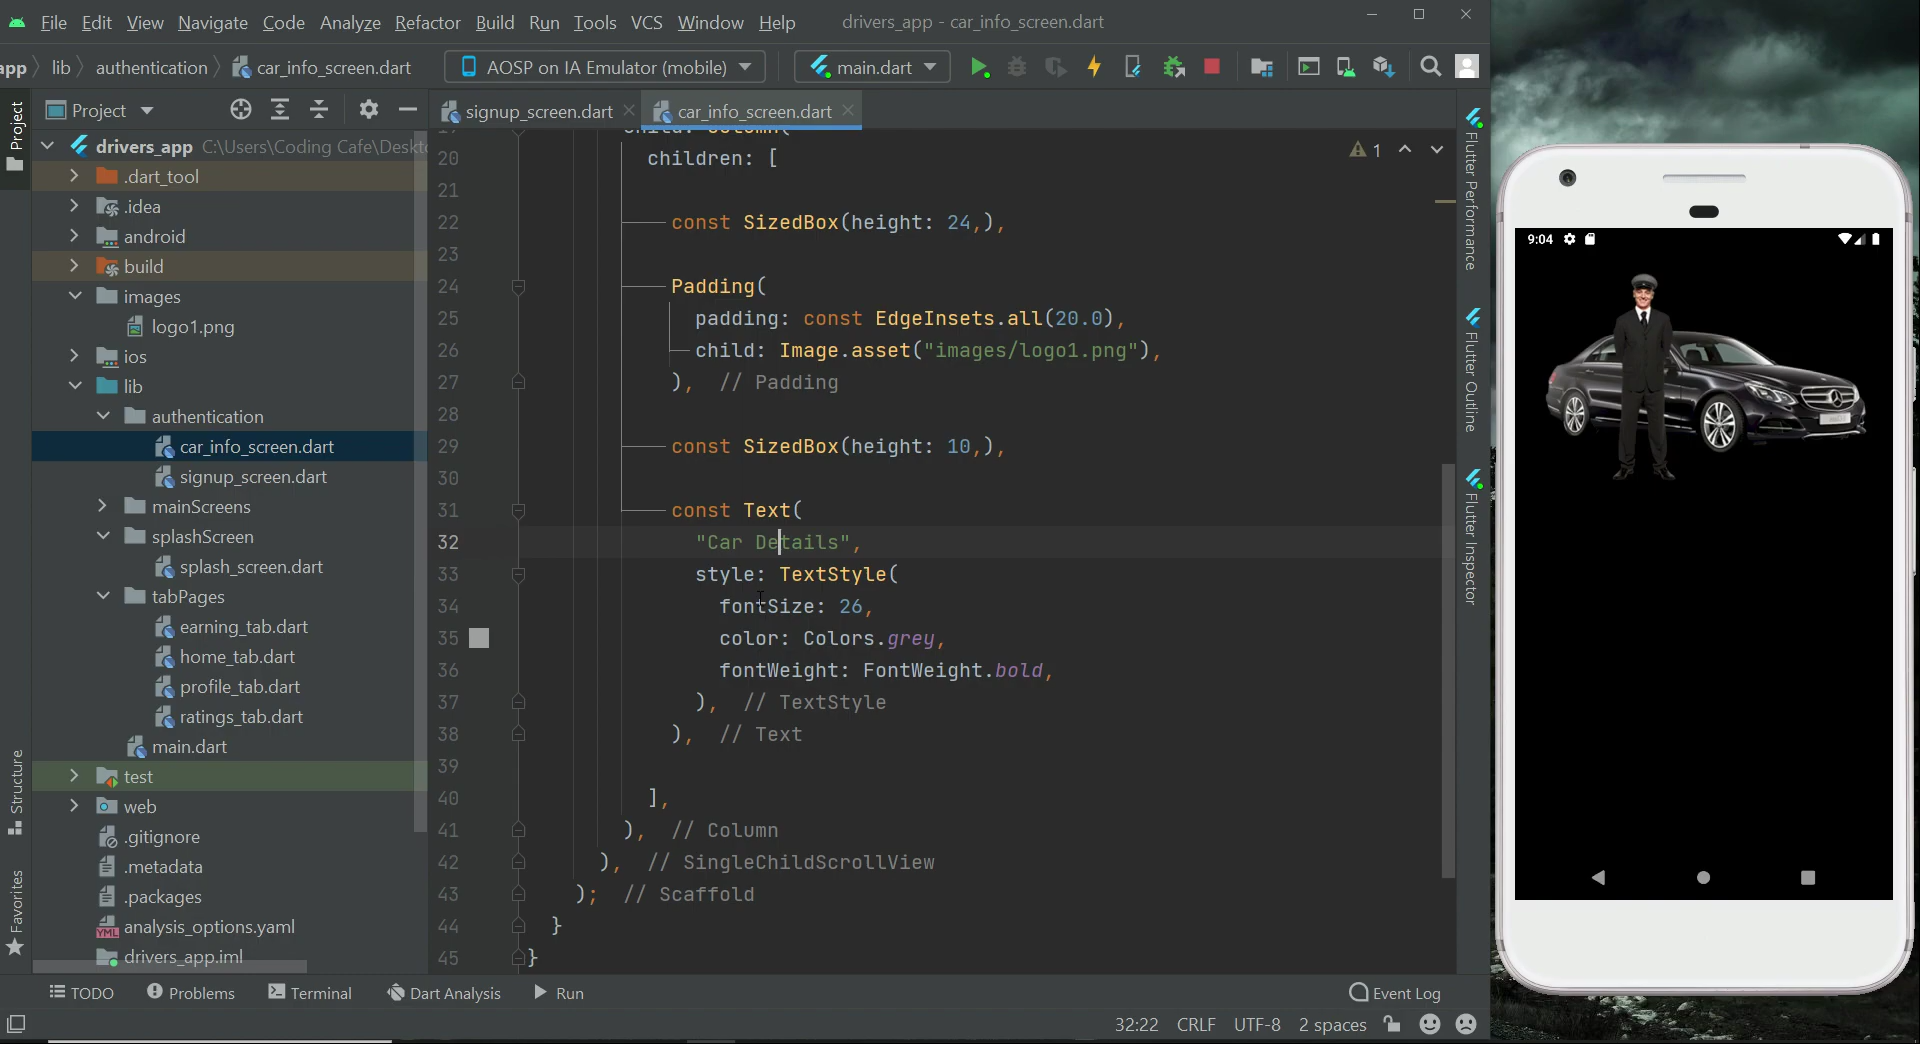 File Edit View Navigate Code Analyze Refactor Build Run Tools VCS Window Help drivers_app - car_info_screen.dart
app lib authentication car_info_screen.dart AOSP on IA Emulator (mobile) main.dart
Project
signup_screen.dart car_info_screen.dart
Project
drivers_app C:\Users\Coding Cafe\Deskt
.dart_tool
.idea
android
build
images
logo1.png
ios
lib
authentication
car_info_screen.dart
signup_screen.dart
mainScreens
splashScreen
splash_screen.dart
tabPages
earning_tab.dart
home_tab.dart
profile_tab.dart
ratings_tab.dart
main.dart
test
web
.gitignore
.metadata
.packages
analysis_options.yaml
drivers_app.iml
Structure
Favorites
19 child: Column(
20 children: [
21
22 const SizedBox(height: 24,),
23
24 Padding(
25 padding: const EdgeInsets.all(20.0),
26 child: Image.asset("images/logo1.png"),
27 ), // Padding
28
29 const SizedBox(height: 10,),
30
31 const Text(
32 "Car Details",
33 style: TextStyle(
34 fontSize: 26,
35 color: Colors.grey,
36 fontWeight: FontWeight.bold,
37 ), // TextStyle
38 ), // Text
39
40 ],
41 ), // Column
42 ), // SingleChildScrollView
43 ); // Scaffold
44 }
45 }
1
Flutter Performance
Flutter Outline
Flutter Inspector
9:04
TODO Problems Terminal Dart Analysis Run Event Log
32:22 CRLF UTF-8 2 spaces